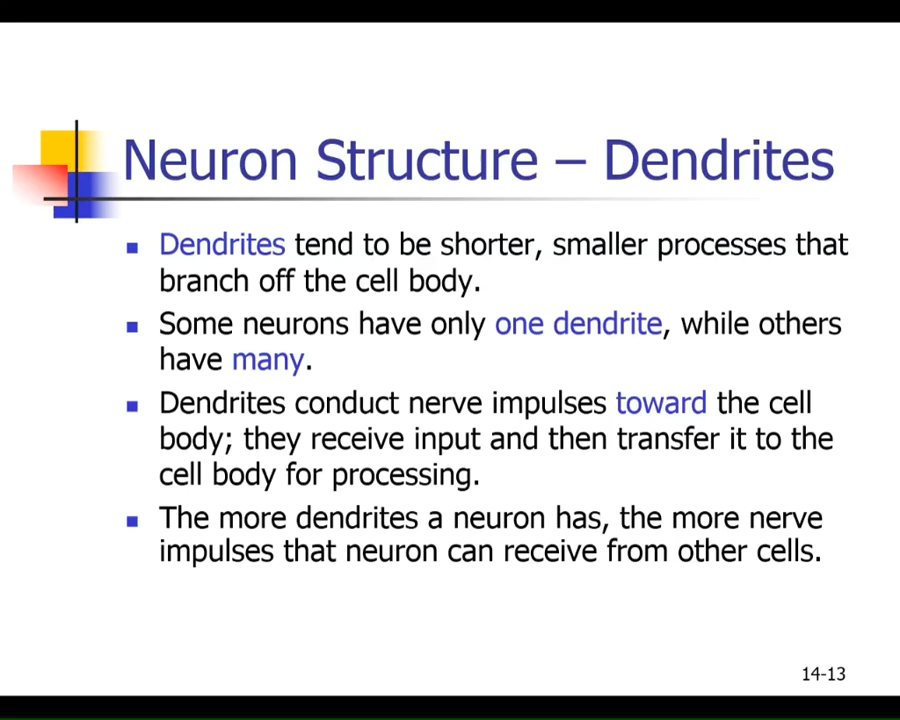 Neuron Structure – Dendrites
Dendrites tend to be shorter, smaller processes that
branch off the cell body.
Some neurons have only one dendrite, while others
have many.
Dendrites conduct nerve impulses toward the cell
body; they receive input and then transfer it to the
cell body for processing.
The more dendrites a neuron has, the more nerve
impulses that neuron can receive from other cells.
14-13